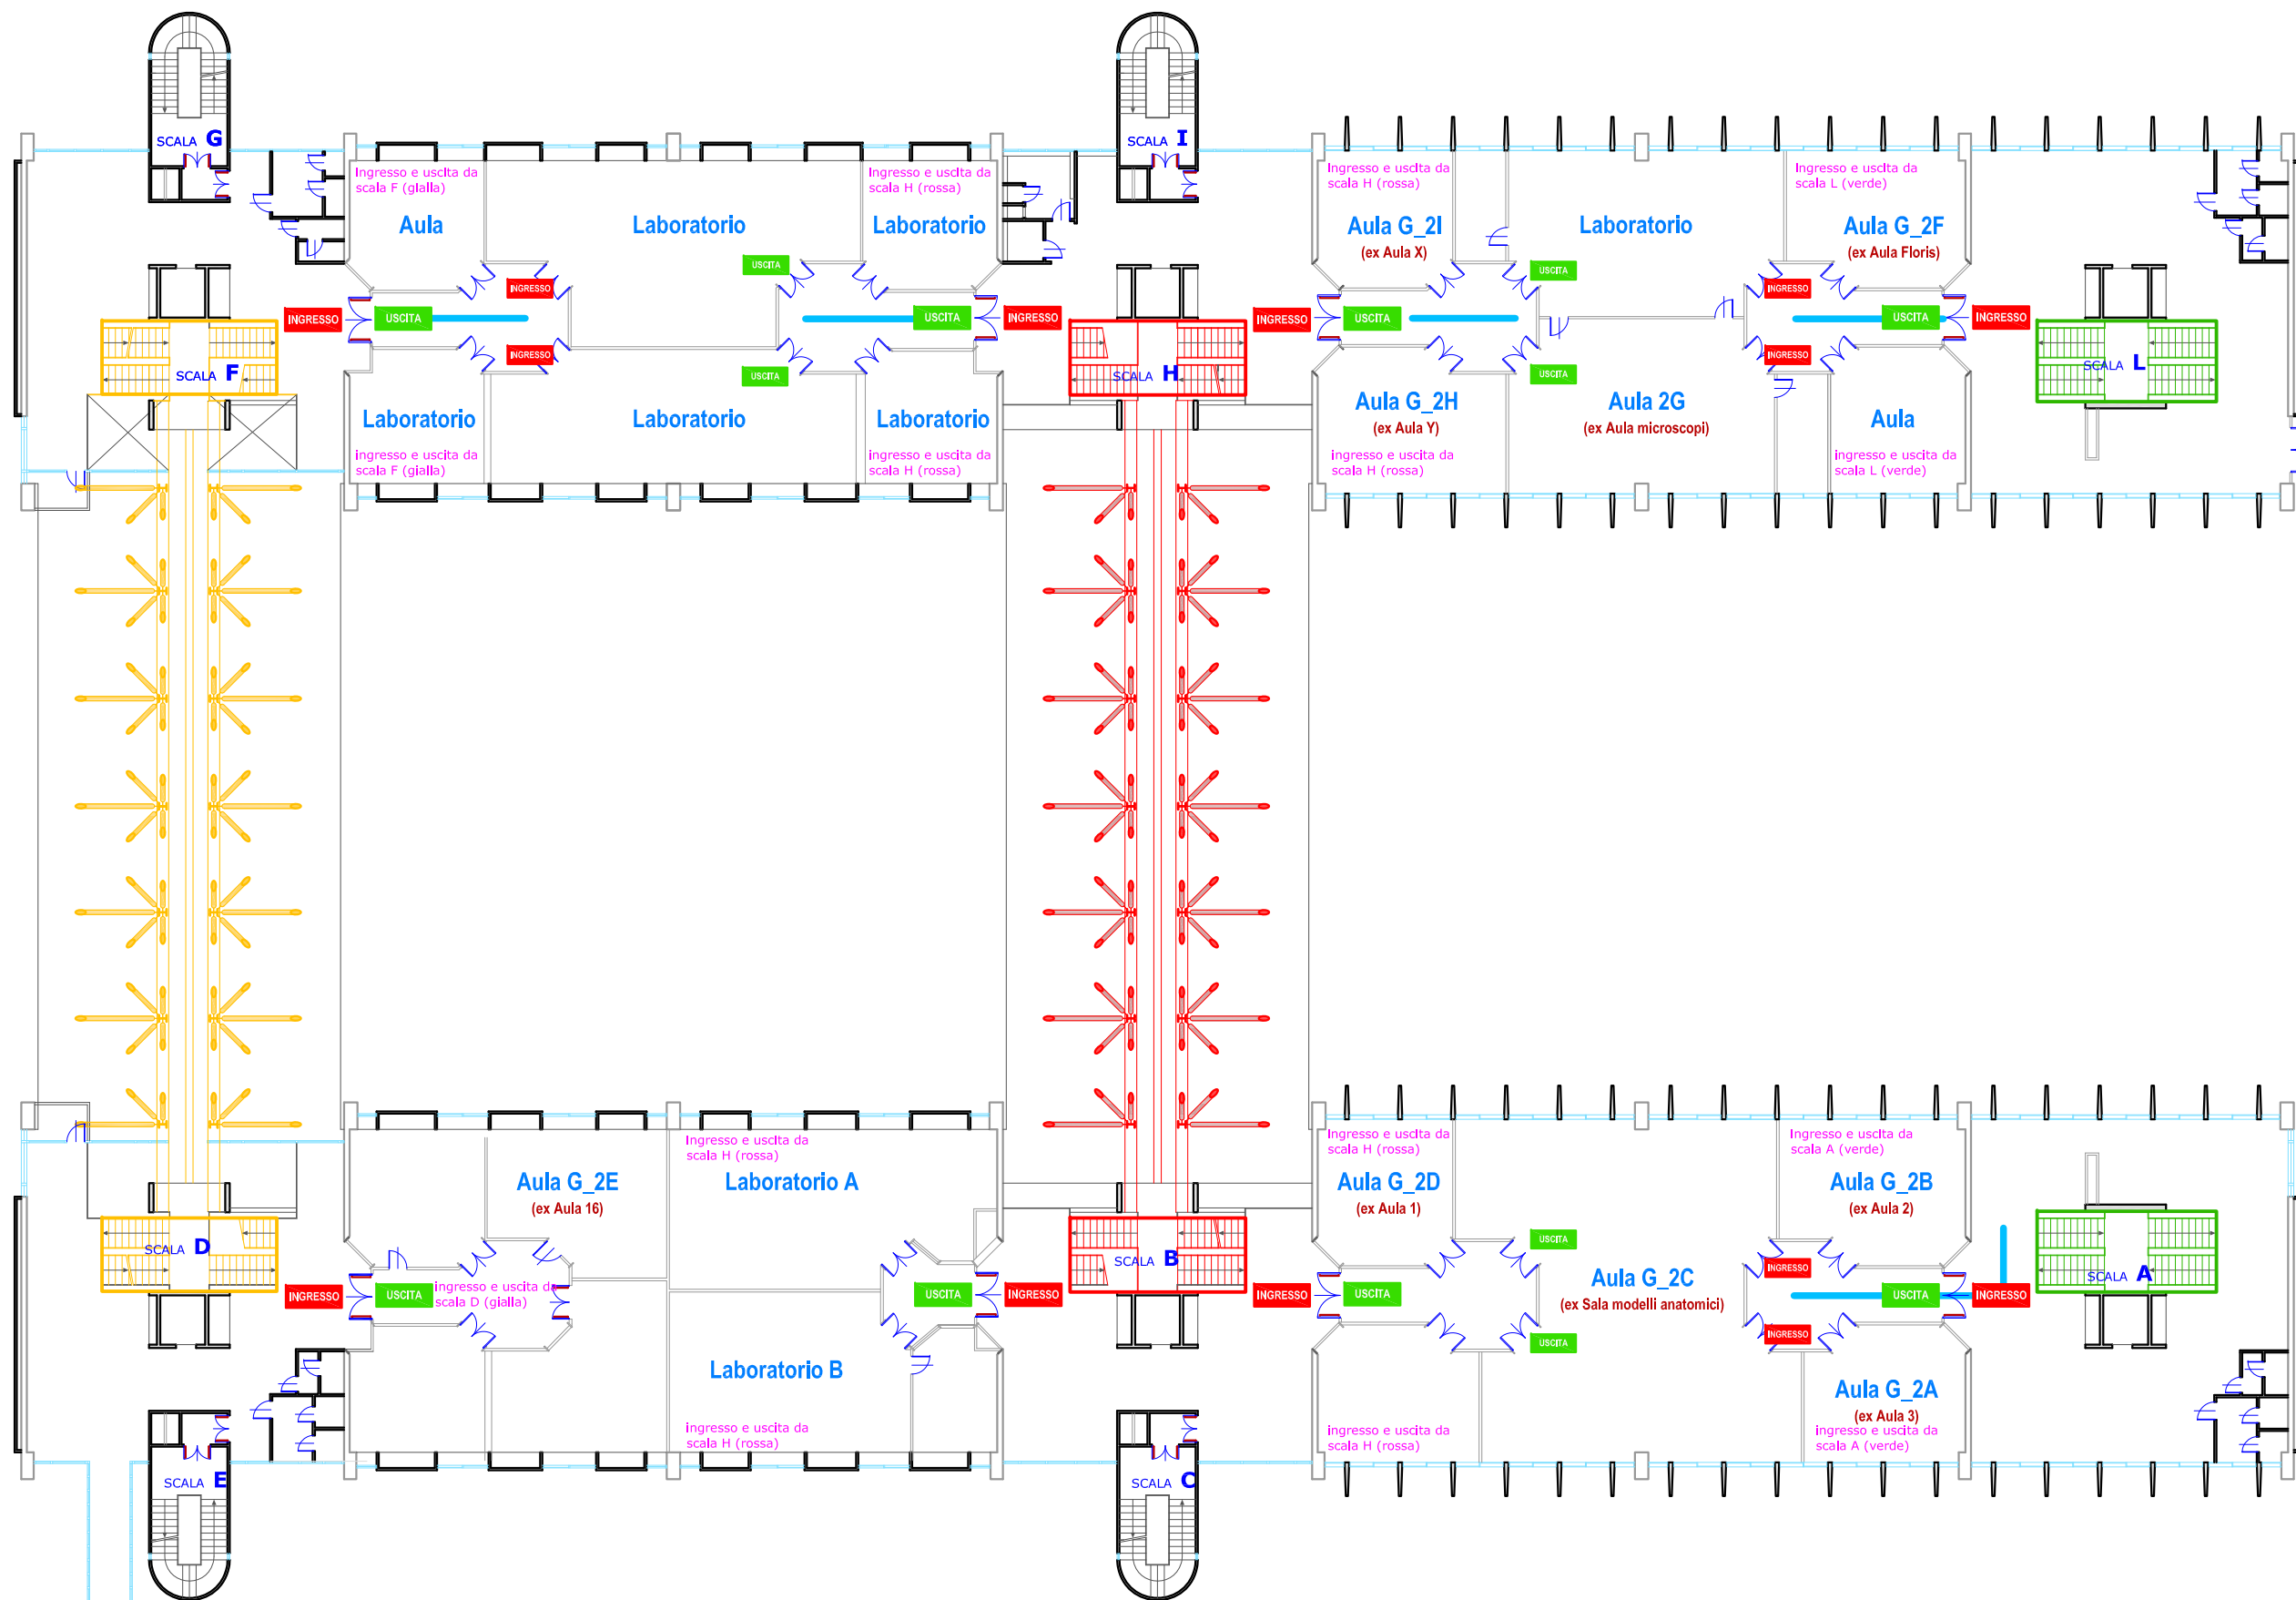 SCALA G
SCALA I
Ingresso e uscita da
scala F (gialla)
Aula
Laboratorio
Ingresso e uscita da
scala H (rossa)
Laboratorio
Ingresso e uscita da
scala H (rossa)
Aula G_2I
(ex Aula X)
Laboratorio
Ingresso e uscita da
scala L (verde)
Aula G_2F
(ex Aula Floris)
INGRESSO
USCITA
INGRESSO
INGRESSO
USCITA
USCITA
USCITA
INGRESSO
INGRESSO
USCITA
USCITA
USCITA
INGRESSO
INGRESSO
USCITA
INGRESSO
SCALA F
SCALA H
SCALA L
Laboratorio
ingresso e uscita da
scala F (gialla)
Laboratorio
Laboratorio
ingresso e uscita da
scala H (rossa)
Aula G_2H
(ex Aula Y)
ingresso e uscita da
scala H (rossa)
Aula 2G
(ex Aula microscopi)
Aula
ingresso e uscita da
scala L (verde)
Aula G_2E
(ex Aula 16)
Ingresso e uscita da
scala H (rossa)
Laboratorio A
Ingresso e uscita da
scala H (rossa)
Aula G_2D
(ex Aula 1)
Ingresso e uscita da
scala A (verde)
Aula G_2B
(ex Aula 2)
SCALA D
SCALA B
SCALA A
INGRESSO
USCITA
ingresso e uscita da
scala D (gialla)
USCITA
INGRESSO
INGRESSO
USCITA
USCITA
USCITA
Aula G_2C
(ex Sala modelli anatomici)
INGRESSO
INGRESSO
USCITA
INGRESSO
Laboratorio B
ingresso e uscita da
scala H (rossa)
ingresso e uscita da
scala H (rossa)
Aula G_2A
(ex Aula 3)
ingresso e uscita da
scala A (verde)
SCALA E
SCALA C